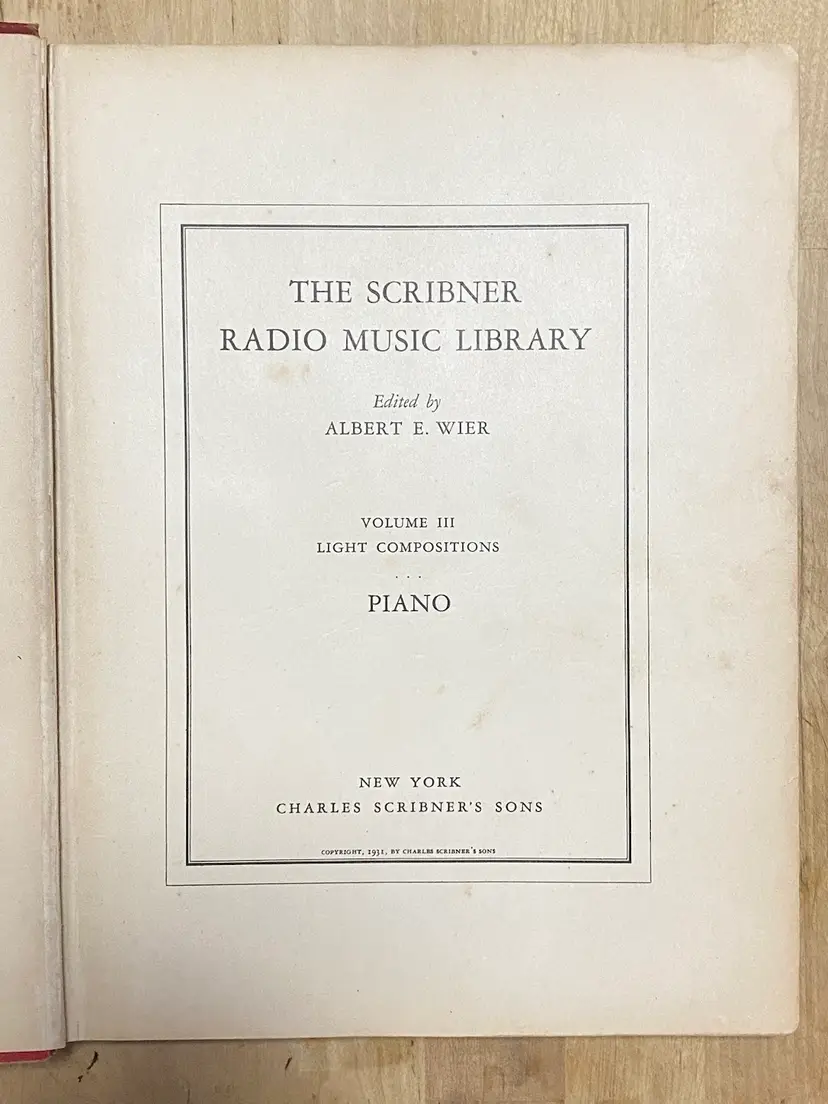 THE SCRIBNER
RADIO MUSIC LIBRARY
Edited by
ALBERT E. WIER
VOLUME III
LIGHT COMPOSITIONS
. . .
PIANO
NEW YORK
CHARLES SCRIBNER'S SONS
COPYRIGHT, 1931, BY CHARLES SCRIBNER'S SONS